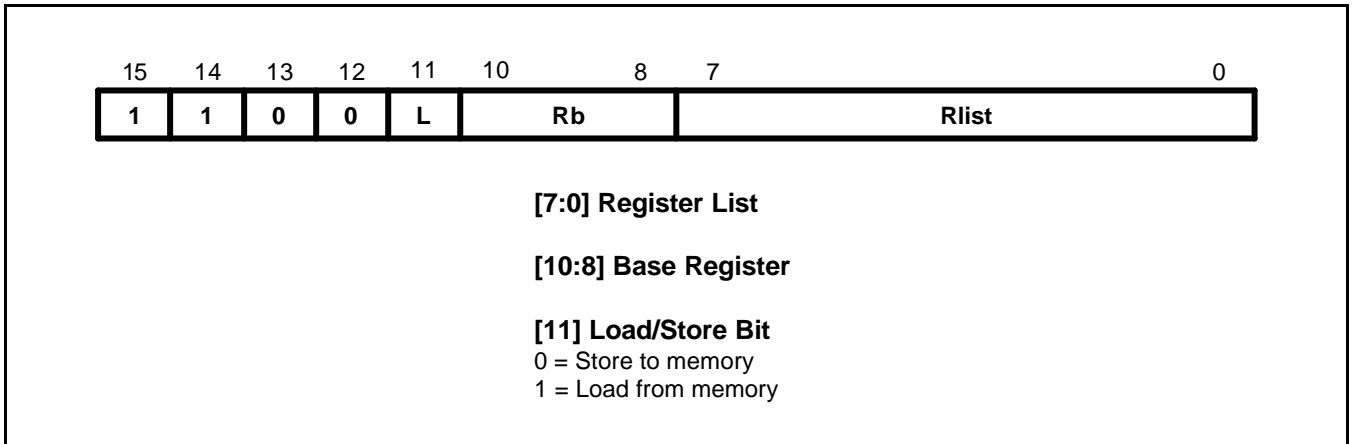 15 14 13 12 11 10 8 7 0
1 1 0 0 L Rb Rlist
[7:0] Register List
[10:8] Base Register
[11] Load/Store Bit
0 = Store to memory
1 = Load from memory